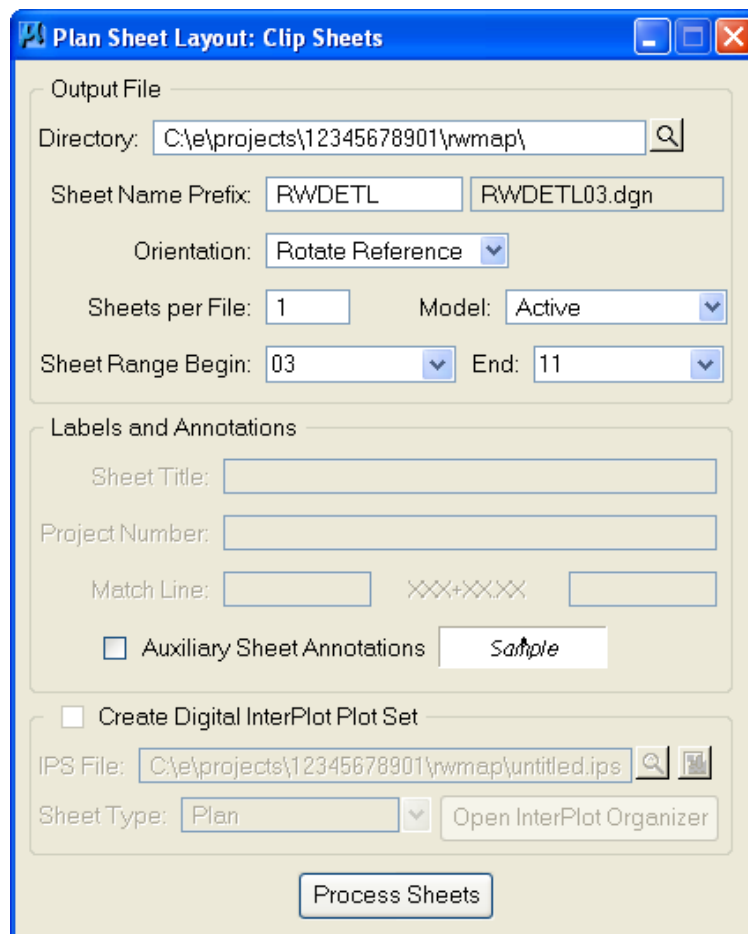 Plan Sheet Layout: Clip Sheets
Output File
Directory: C:\e\projects\12345678901\rwmap\
Sheet Name Prefix: RWDETL RWDETL03.dgn
Orientation: Rotate Reference
Sheets per File: 1 Model: Active
Sheet Range Begin: 03 End: 11
Labels and Annotations
Sheet Title:
Project Number:
Match Line: XXX+XX.XX
Auxiliary Sheet Annotations Sample
Create Digital InterPlot Plot Set
IPS File: C:\e\projects\12345678901\rwmap\untitled.ips
Sheet Type: Plan Open InterPlot Organizer
Process Sheets